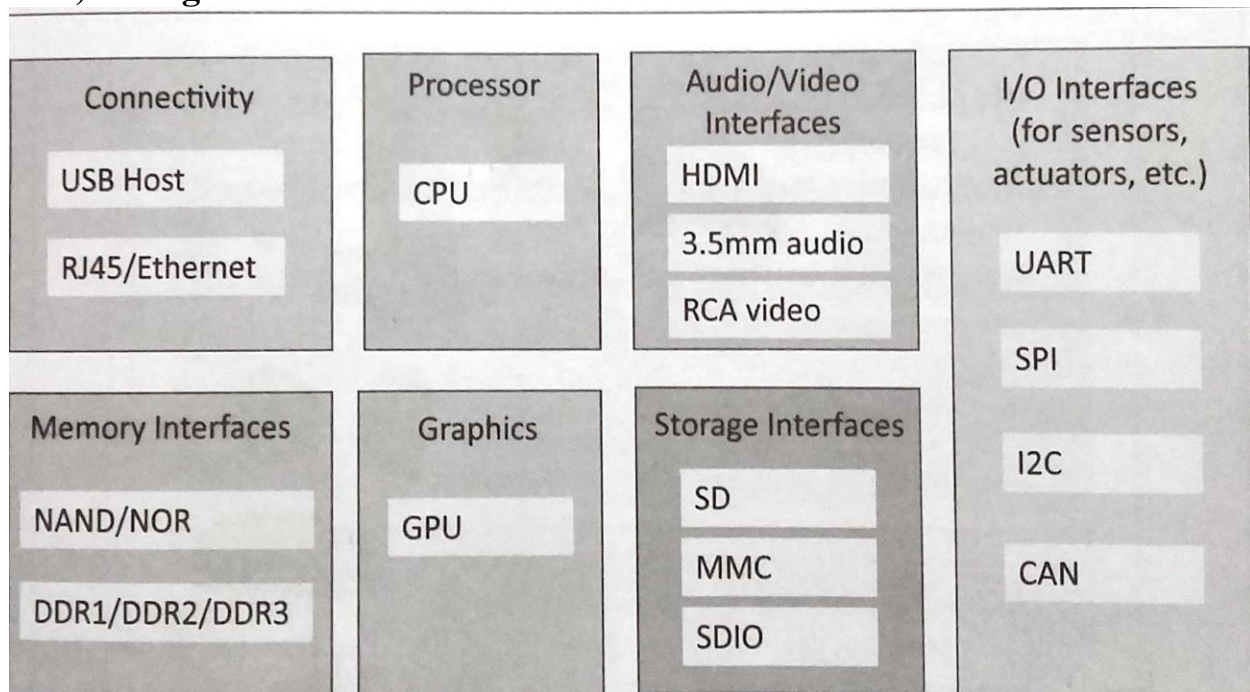 Connectivity
USB Host
RJ45/Ethernet
Processor
CPU
Audio/Video
Interfaces
HDMI
3.5mm audio
RCA video
I/O Interfaces
(for sensors,
actuators, etc.)
UART
SPI
I2C
CAN
Memory Interfaces
NAND/NOR
DDR1/DDR2/DDR3
Graphics
GPU
Storage Interfaces
SD
MMC
SDIO